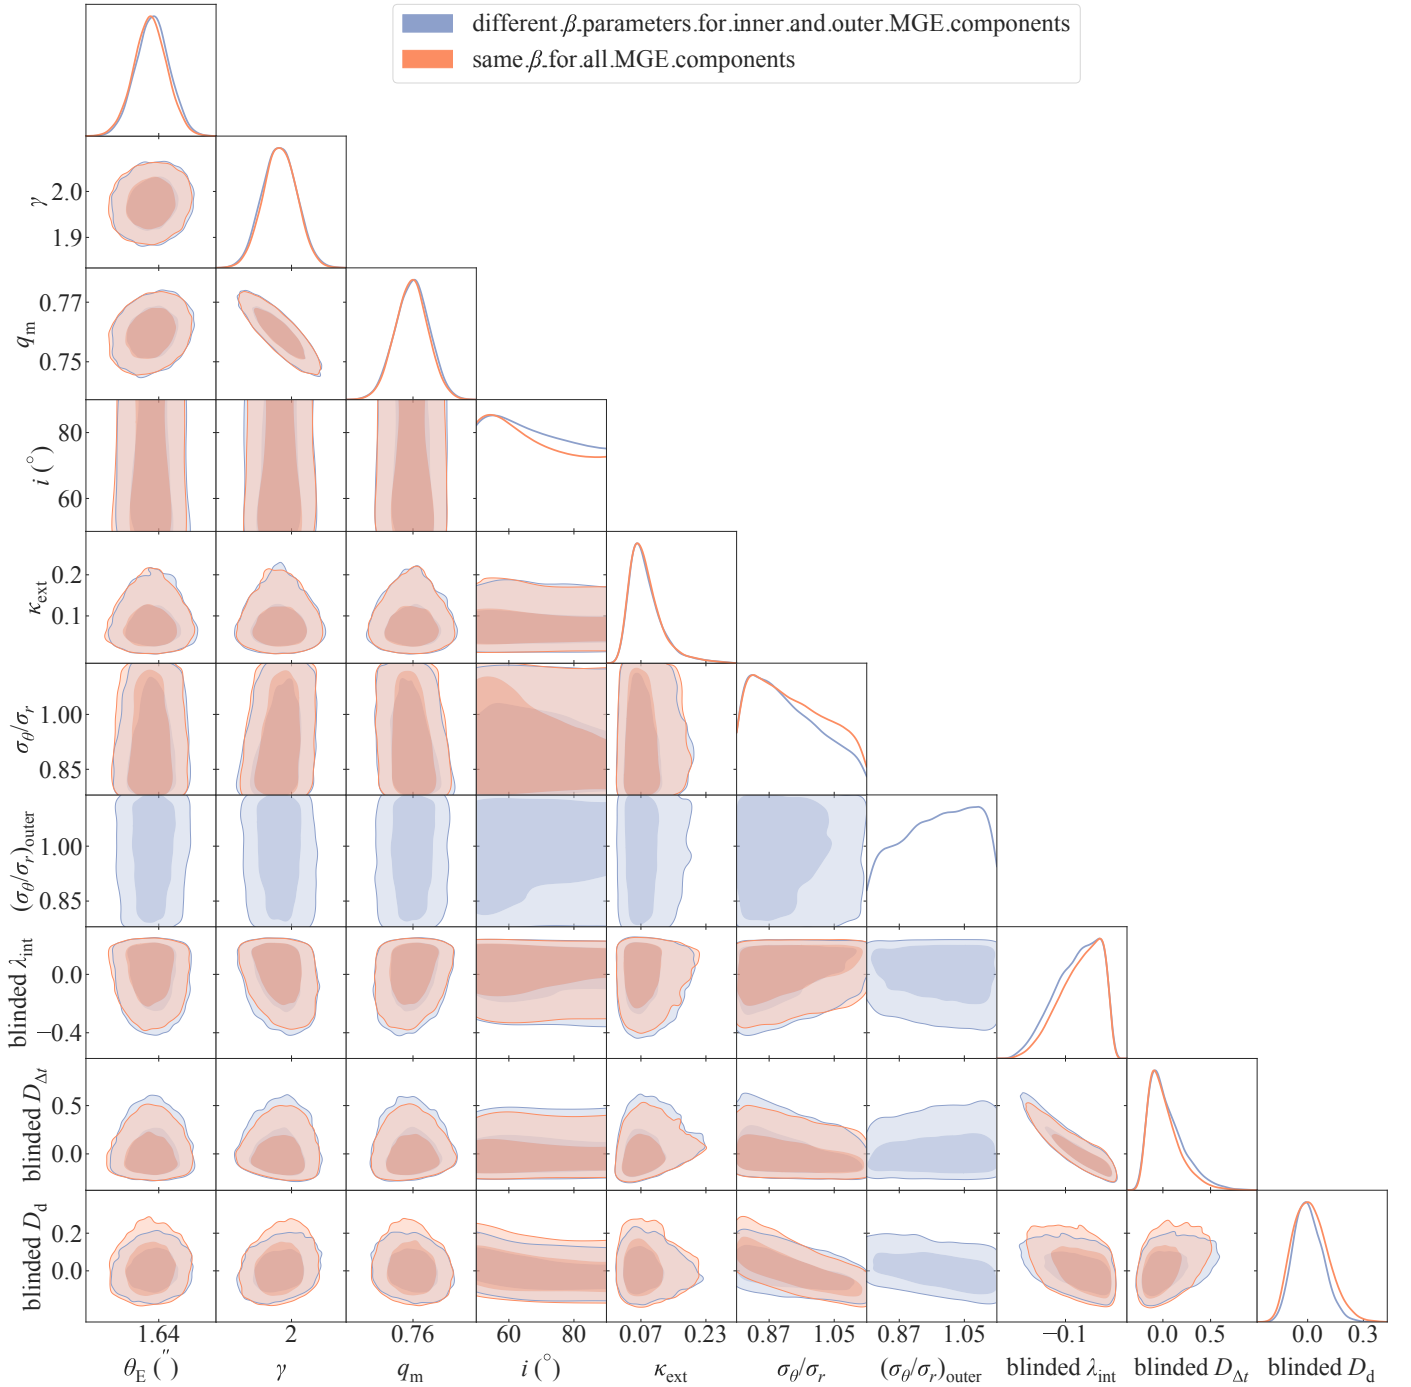 different.β.parameters.for.inner.and.outer.MGE.components
same.β.for.all.MGE.components
γ
2.0
1.9
q_m
0.77
0.75
i (°)
80
60
κ_ext
0.2
0.1
σ_θ/σ_r
1.00
0.85
(σ_θ/σ_r)_outer
1.00
0.85
blinded λ_int
0.0
−0.4
blinded D_Δt
0.5
0.0
blinded D_d
0.2
0.0
1.64 2 0.76 60 80 0.07 0.23 0.87 1.05 0.87 1.05 −0.1 0.0 0.5 0.0 0.3
θ_E (″) γ q_m i (°) κ_ext σ_θ/σ_r (σ_θ/σ_r)_outer blinded λ_int blinded D_Δt blinded D_d